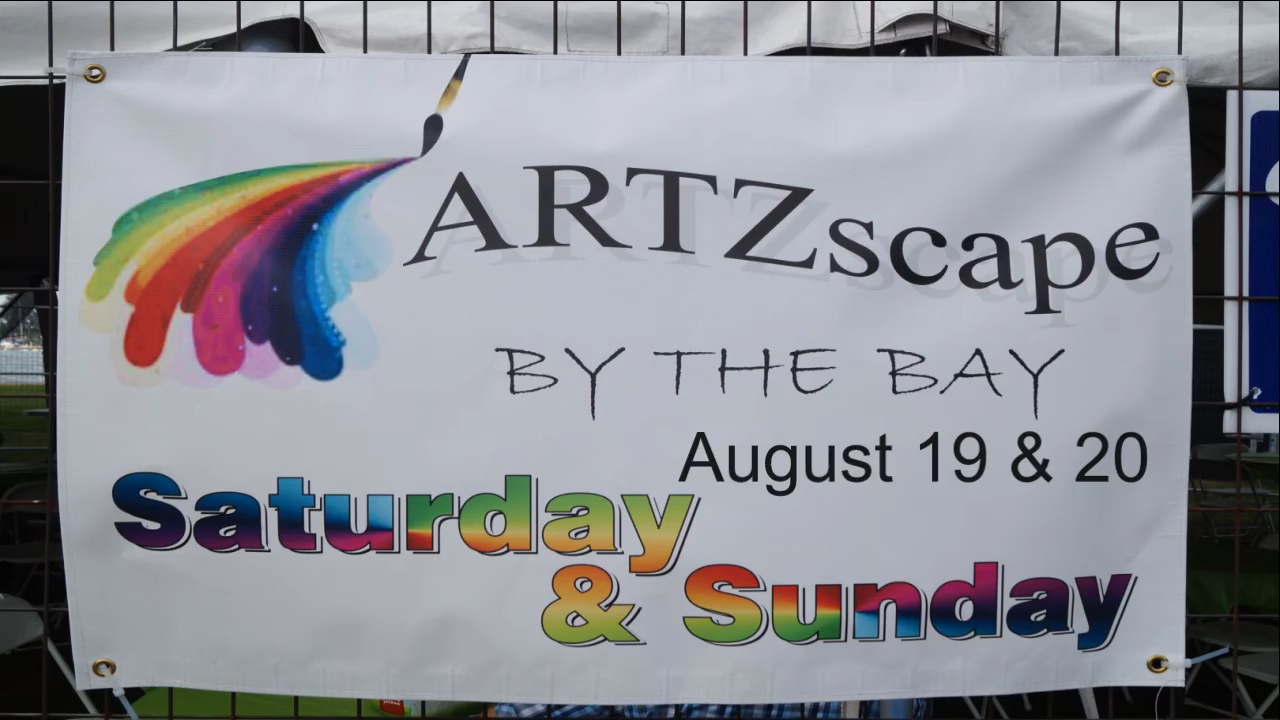 ARTZscape
BY THE BAY
August 19 & 20
Saturday
& Sunday